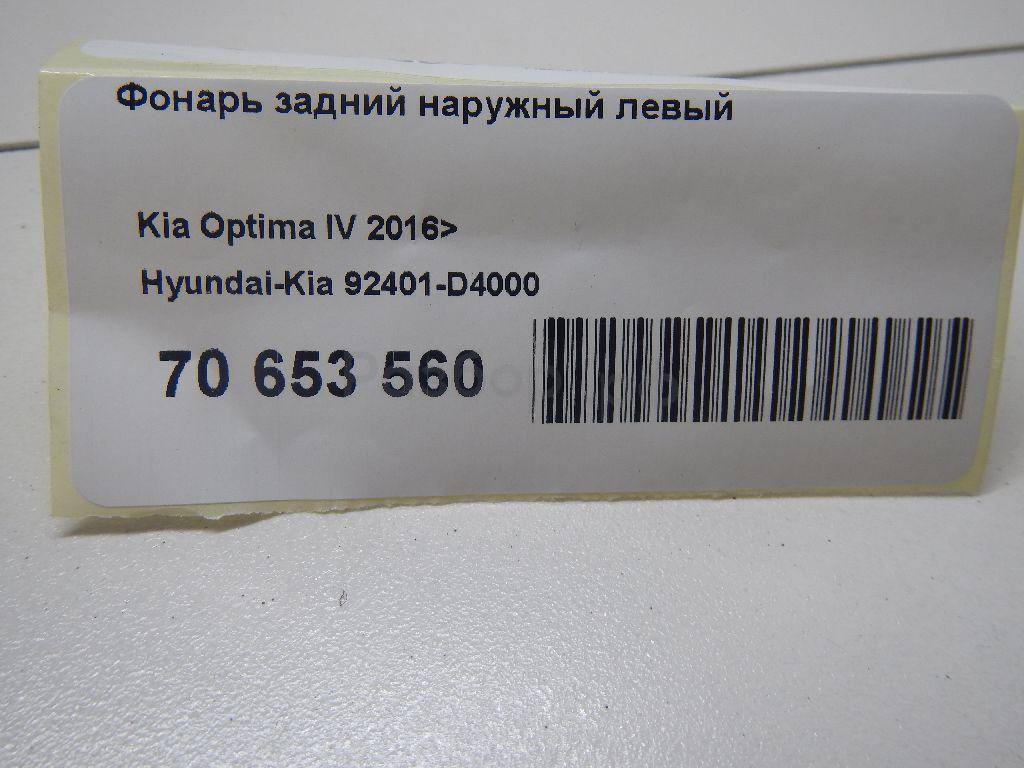 Фонарь задний наружный левый
Kia Optima IV 2016>
Hyundai-Kia 92401-D4000
70 653 560